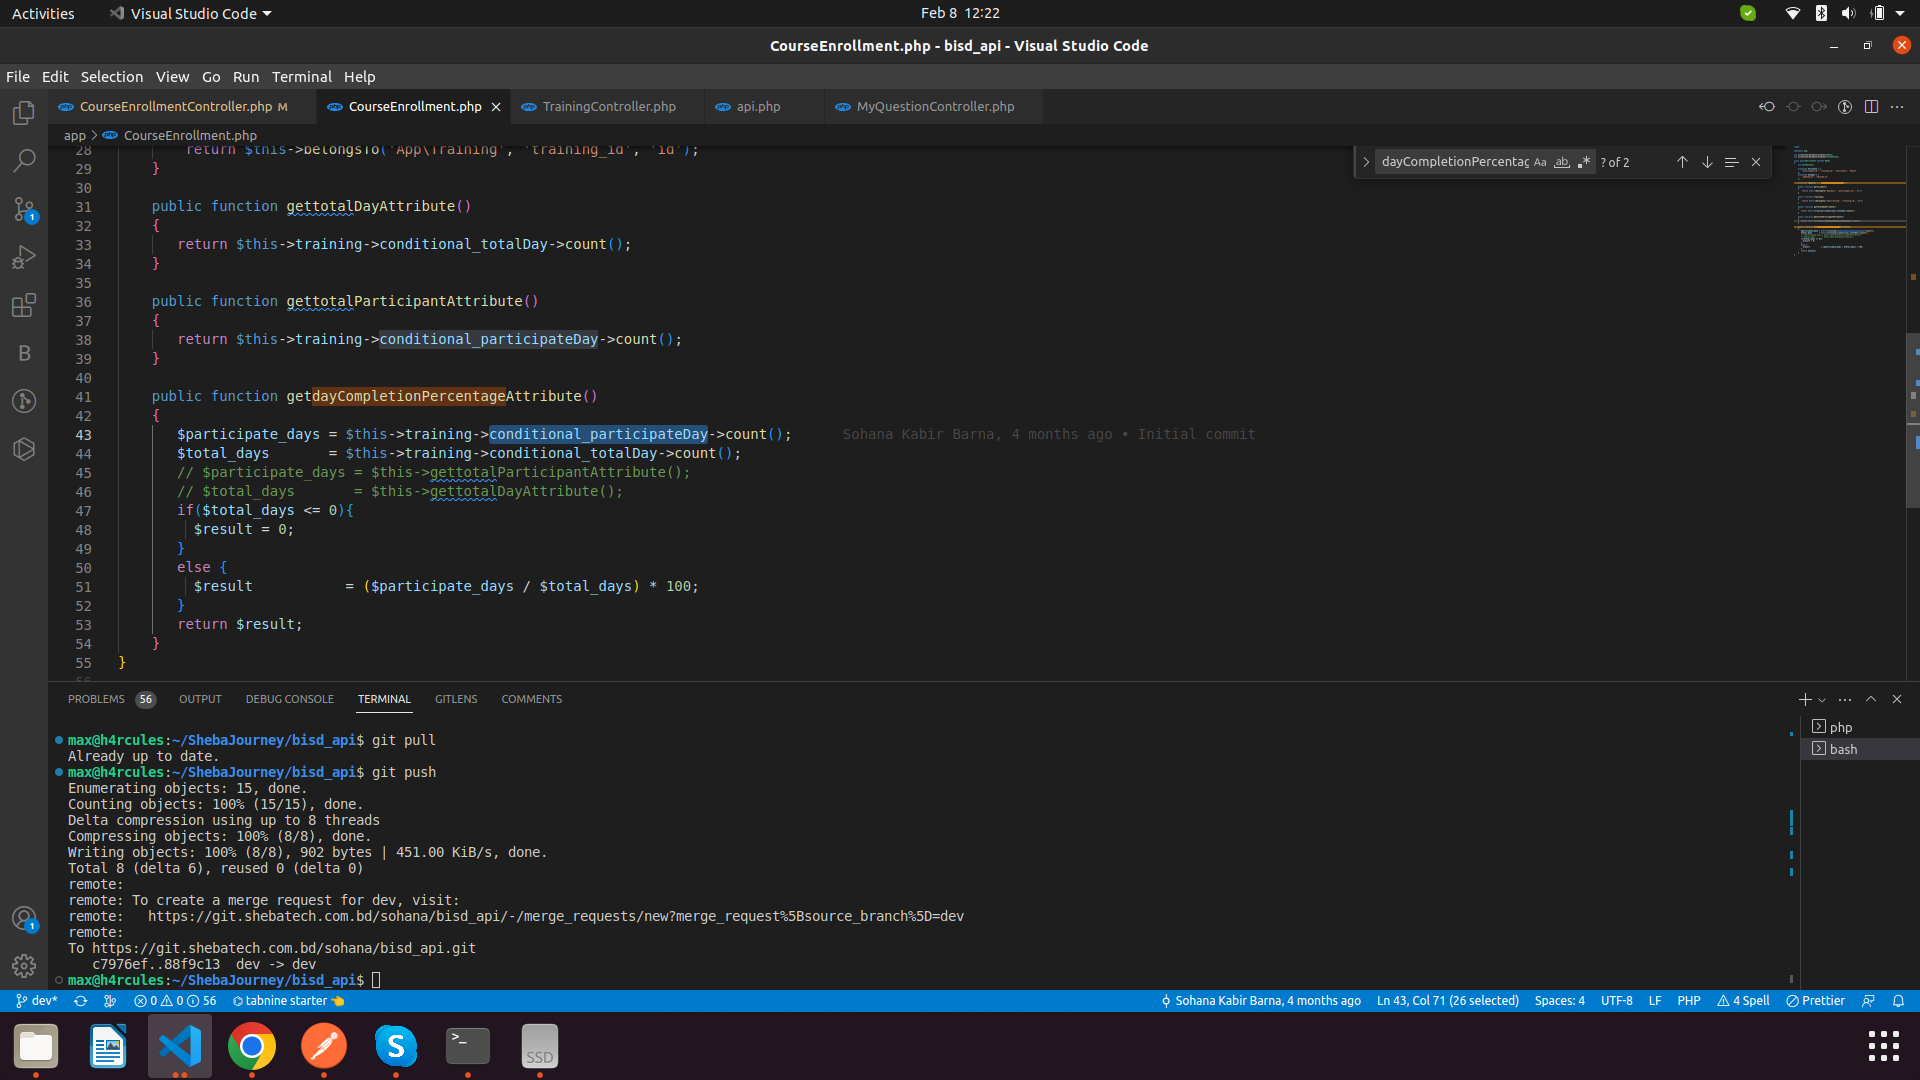 Activities Visual Studio Code Feb 8 12:22
CourseEnrollment.php - bisd_api - Visual Studio Code
File Edit Selection View Go Run Terminal Help
CourseEnrollmentController.php M CourseEnrollment.php TrainingController.php api.php MyQuestionController.php
app > CourseEnrollment.php
dayCompletionPercentag Aa ab .* ? of 2
28 return $this->belongsTo('App\Training', 'training_id', 'id');
29 }
30
31 public function gettotalDayAttribute()
32 {
33 return $this->training->conditional_totalDay->count();
34 }
35
36 public function gettotalParticipantAttribute()
37 {
38 return $this->training->conditional_participateDay->count();
39 }
40
41 public function getdayCompletionPercentageAttribute()
42 {
43 $participate_days = $this->training->conditional_participateDay->count(); Sohana Kabir Barna, 4 months ago • Initial commit
44 $total_days = $this->training->conditional_totalDay->count();
45 // $participate_days = $this->gettotalParticipantAttribute();
46 // $total_days = $this->gettotalDayAttribute();
47 if($total_days <= 0){
48 $result = 0;
49 }
50 else {
51 $result = ($participate_days / $total_days) * 100;
52 }
53 return $result;
54 }
55 }
56
PROBLEMS 56 OUTPUT DEBUG CONSOLE TERMINAL GITLENS COMMENTS
php
bash
max@h4rcules:~/ShebaJourney/bisd_api$ git pull
Already up to date.
max@h4rcules:~/ShebaJourney/bisd_api$ git push
Enumerating objects: 15, done.
Counting objects: 100% (15/15), done.
Delta compression using up to 8 threads
Compressing objects: 100% (8/8), done.
Writing objects: 100% (8/8), 902 bytes | 451.00 KiB/s, done.
Total 8 (delta 6), reused 0 (delta 0)
remote:
remote: To create a merge request for dev, visit:
remote:   https://git.shebatech.com.bd/sohana/bisd_api/-/merge_requests/new?merge_request%5Bsource_branch%5D=dev
remote:
To https://git.shebatech.com.bd/sohana/bisd_api.git
c7976ef..88f9c13  dev -> dev
max@h4rcules:~/ShebaJourney/bisd_api$
dev* 0 0 56 tabnine starter Sohana Kabir Barna, 4 months ago Ln 43, Col 71 (26 selected) Spaces: 4 UTF-8 LF PHP 4 Spell Prettier
SSD